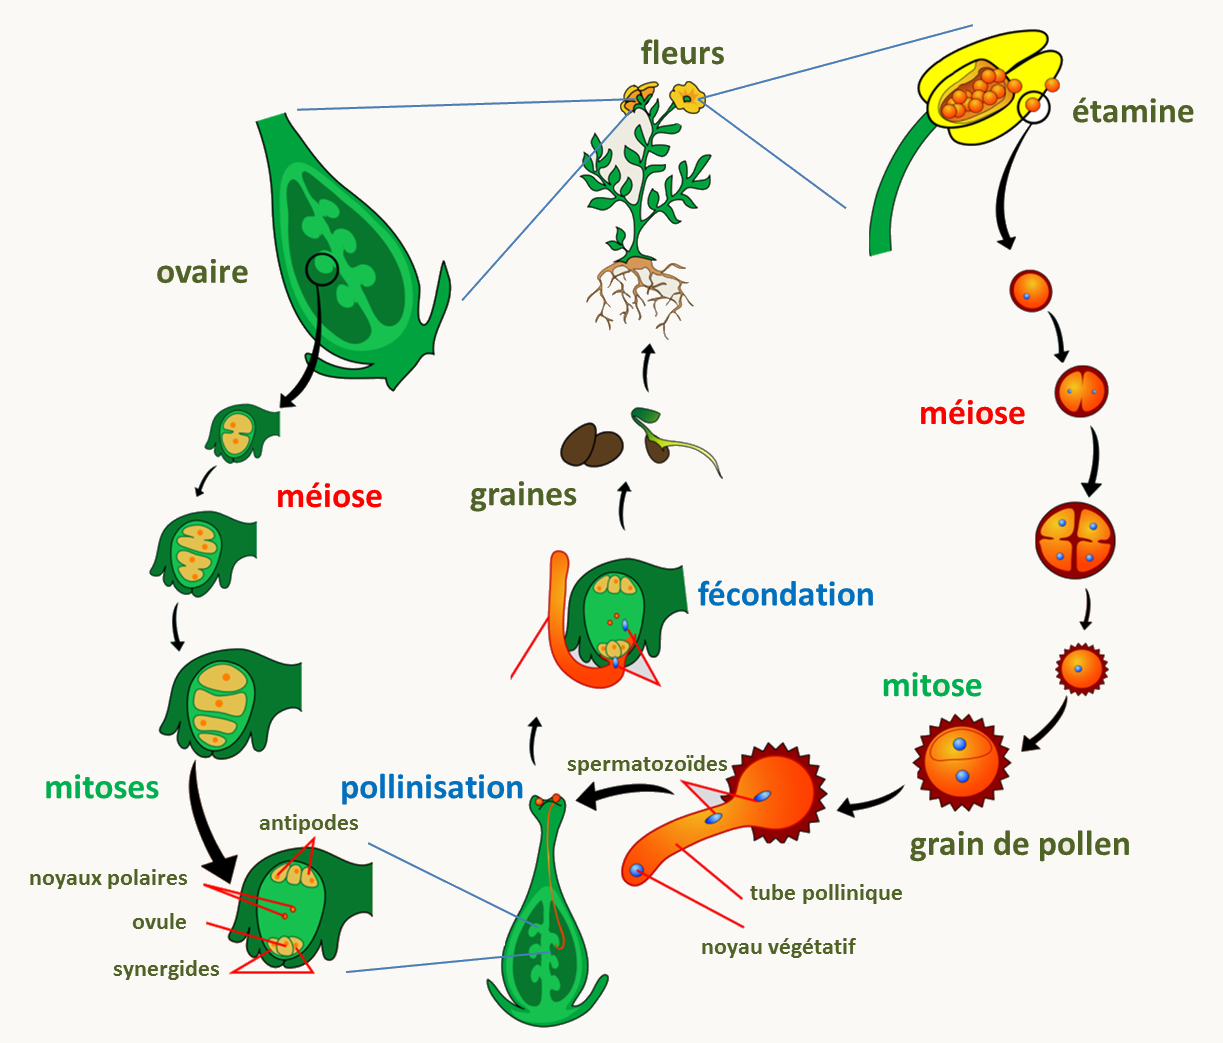 fleurs
étamine
ovaire
méiose
méiose
graines
fécondation
mitose
mitoses
pollinisation
spermatozoïdes
antipodes
grain de pollen
noyaux polaires
tube pollinique
ovule
noyau végétatif
synergides